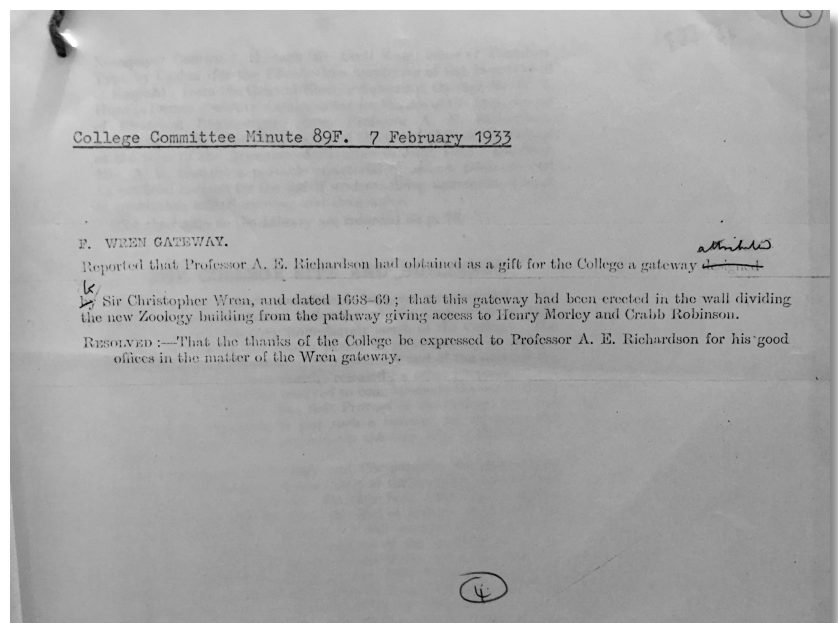 College Committee Minute 89F. 7 February 1933
F. WREN GATEWAY.
attributed
Reported that Professor A. E. Richardson had obtained as a gift for the College a gateway designed
to
by Sir Christopher Wren, and dated 1668-69 ; that this gateway had been erected in the wall dividing
the new Zoology building from the pathway giving access to Henry Morley and Crabb Robinson.
RESOLVED :—That the thanks of the College be expressed to Professor A. E. Richardson for his good
offices in the matter of the Wren gateway.
4